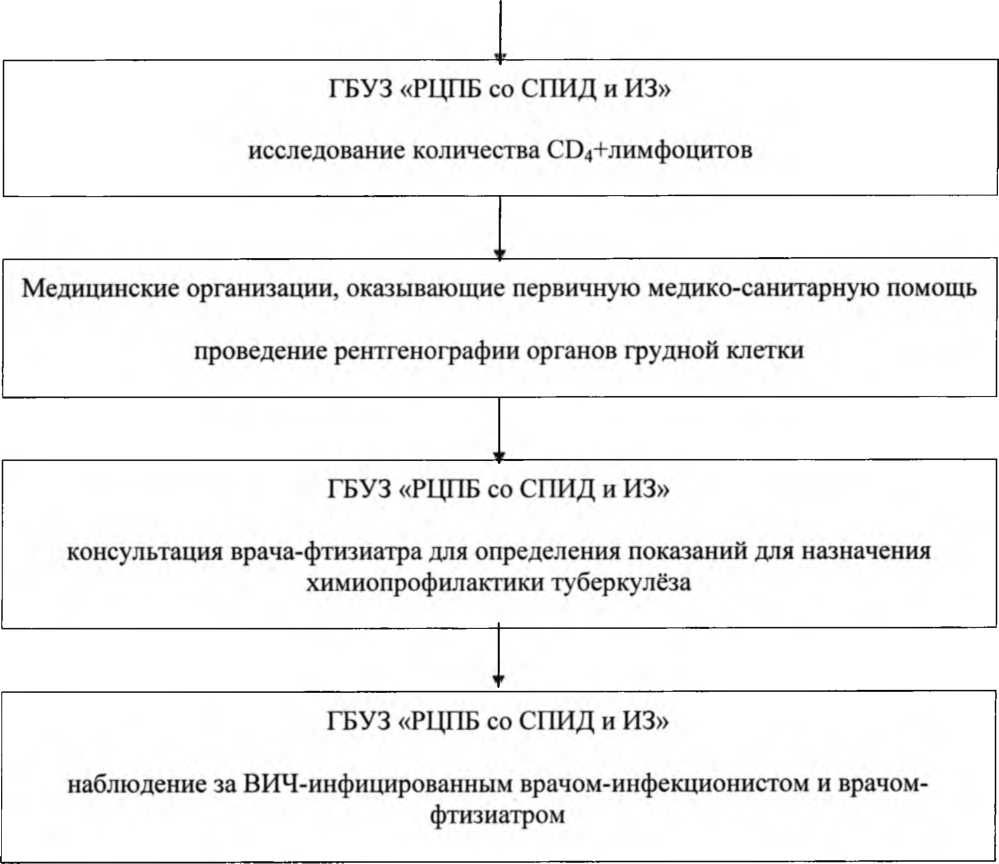 ГБУЗ «РЦПБ со СПИД и ИЗ»
исследование количества CD₄+лимфоцитов
Медицинские организации, оказывающие первичную медико-санитарную помощь
проведение рентгенографии органов грудной клетки
ГБУЗ «РЦПБ со СПИД и ИЗ»
консультация врача-фтизиатра для определения показаний для назначения
химиопрофилактики туберкулёза
ГБУЗ «РЦПБ со СПИД и ИЗ»
наблюдение за ВИЧ-инфицированным врачом-инфекционистом и врачом-
фтизиатром